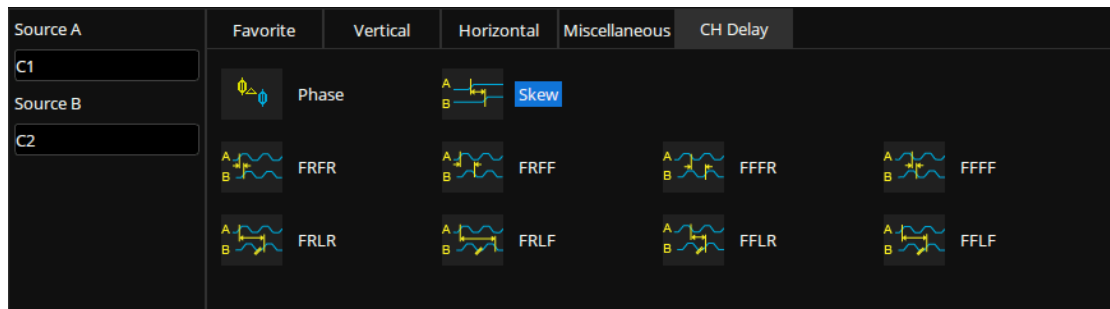 Source A
C1
Source B
C2
Favorite Vertical Horizontal Miscellaneous CH Delay
ϕ△ϕ Phase A B Skew
A B FRFR A B FRFF A B FFFR A B FFFF
A B FRLR A B FRLF A B FFLR A B FFLF